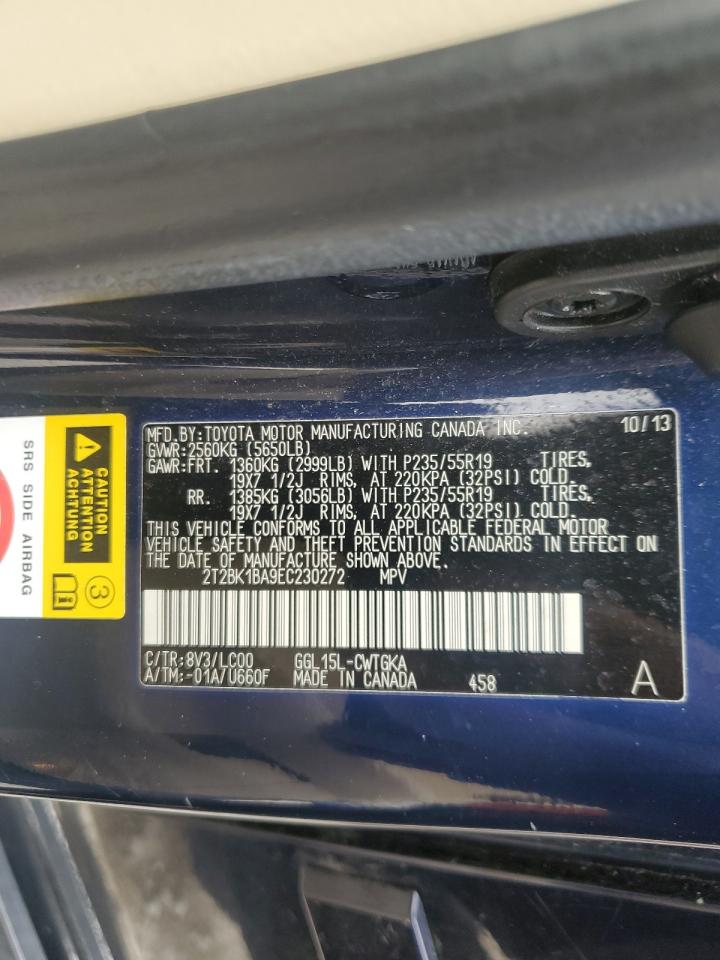 MFD.BY:TOYOTA MOTOR MANUFACTURING CANADA INC. 10/13
GVWR:2560KG (5650LB)
GAWR:FRT. 1360KG (2999LB) WITH P235/55R19 TIRES,
19X7 1/2J RIMS, AT 220KPA (32PSI) COLD.
RR. 1385KG (3056LB) WITH P235/55R19 TIRES,
19X7 1/2J RIMS, AT 220KPA (32PSI) COLD.
THIS VEHICLE CONFORMS TO ALL APPLICABLE FEDERAL MOTOR
VEHICLE SAFETY AND THEFT PREVENTION STANDARDS IN EFFECT ON
THE DATE OF MANUFACTURE SHOWN ABOVE.
2T2BK1BA9EC230272 MPV
C/TR:8V3/LC00 GGL15L-CWTGKA
A/TM:-01A/U660F MADE IN CANADA 458 A
SRS SIDE AIRBAG
CAUTION
ATTENTION
ACHTUNG
3